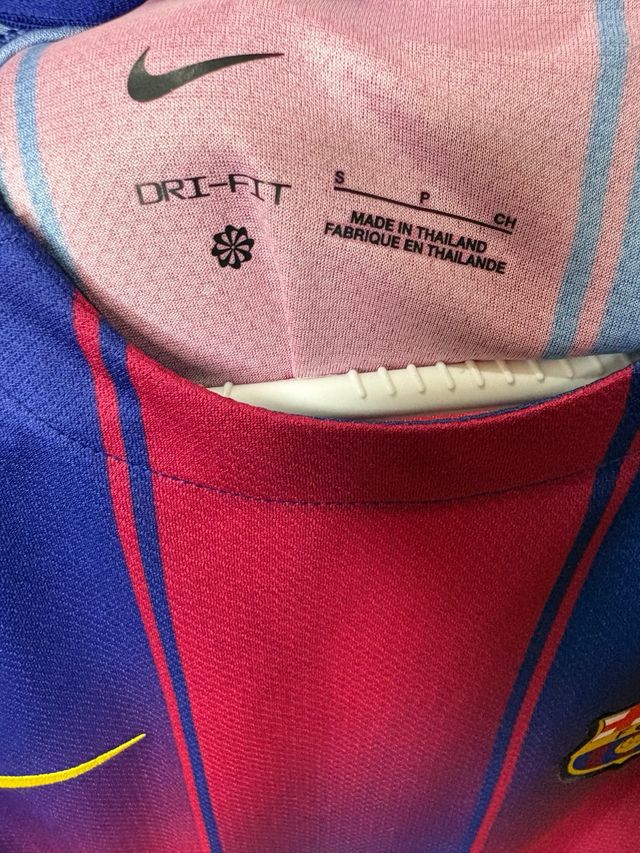 DRI-FIT
S P CH
MADE IN THAILAND
FABRIQUE EN THAILANDE